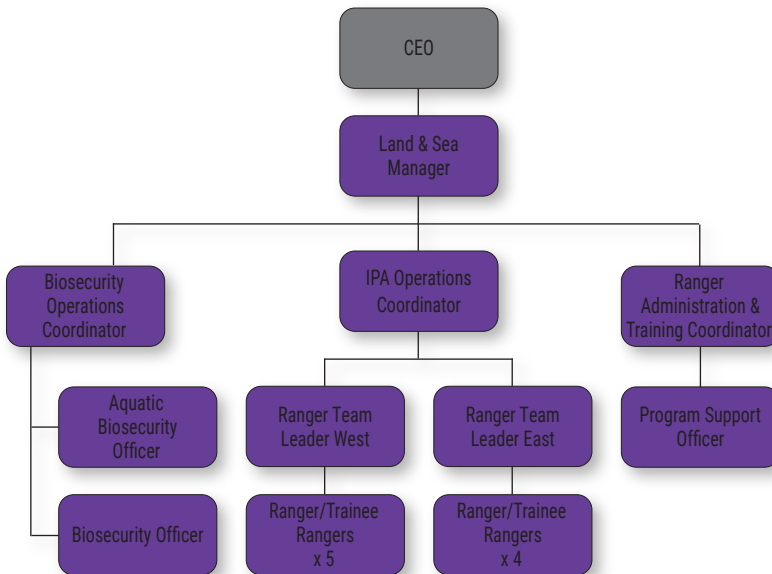 CEO
Land & Sea
Manager
Biosecurity
Operations
Coordinator
IPA Operations
Coordinator
Ranger
Administration &
Training Coordinator
Aquatic
Biosecurity
Officer
Ranger Team
Leader West
Ranger Team
Leader East
Program Support
Officer
Biosecurity Officer
Ranger/Trainee
Rangers
x 5
Ranger/Trainee
Rangers
x 4